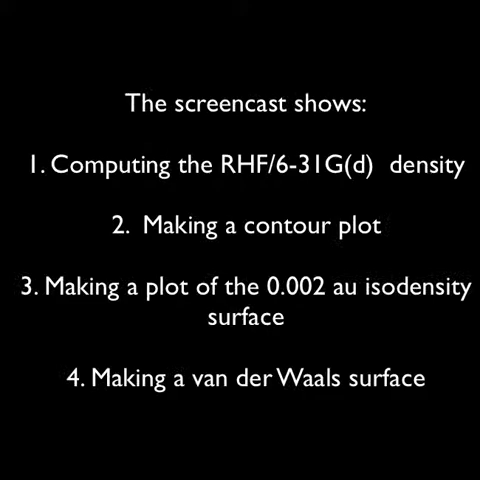 The screencast shows:
1. Computing the RHF/6-31G(d) density
2. Making a contour plot
3. Making a plot of the 0.002 au isodensity
surface
4. Making a van der Waals surface